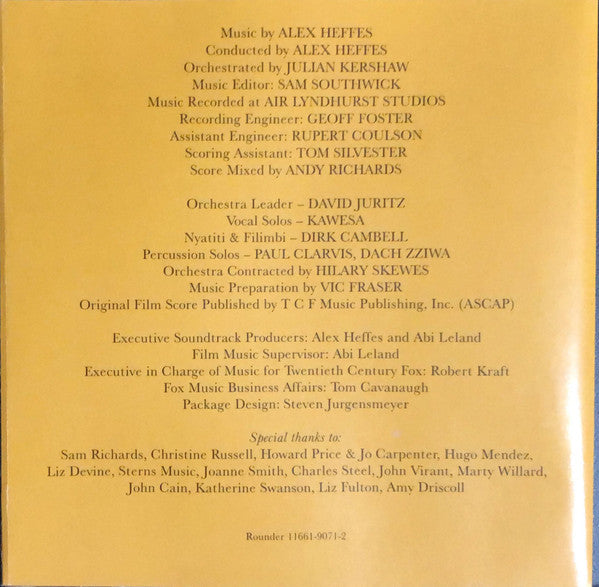 Music by ALEX HEFFES
Conducted by ALEX HEFFES
Orchestrated by JULIAN KERSHAW
Music Editor: SAM SOUTHWICK
Music Recorded at AIR LYNDHURST STUDIOS
Recording Engineer: GEOFF FOSTER
Assistant Engineer: RUPERT COULSON
Scoring Assistant: TOM SILVESTER
Score Mixed by ANDY RICHARDS
Orchestra Leader – DAVID JURITZ
Vocal Solos – KAWESA
Nyatiti & Filimbi – DIRK CAMBELL
Percussion Solos – PAUL CLARVIS, DACH ZZIWA
Orchestra Contracted by HILARY SKEWES
Music Preparation by VIC FRASER
Original Film Score Published by T C F Music Publishing, Inc. (ASCAP)
Executive Soundtrack Producers: Alex Heffes and Abi Leland
Film Music Supervisor: Abi Leland
Executive in Charge of Music for Twentieth Century Fox: Robert Kraft
Fox Music Business Affairs: Tom Cavanaugh
Package Design: Steven Jurgensmeyer
Special thanks to:
Sam Richards, Christine Russell, Howard Price & Jo Carpenter, Hugo Mendez,
Liz Devine, Sterns Music, Joanne Smith, Charles Steel, John Virant, Marty Willard,
John Cain, Katherine Swanson, Liz Fulton, Amy Driscoll
Rounder 11661-9071-2